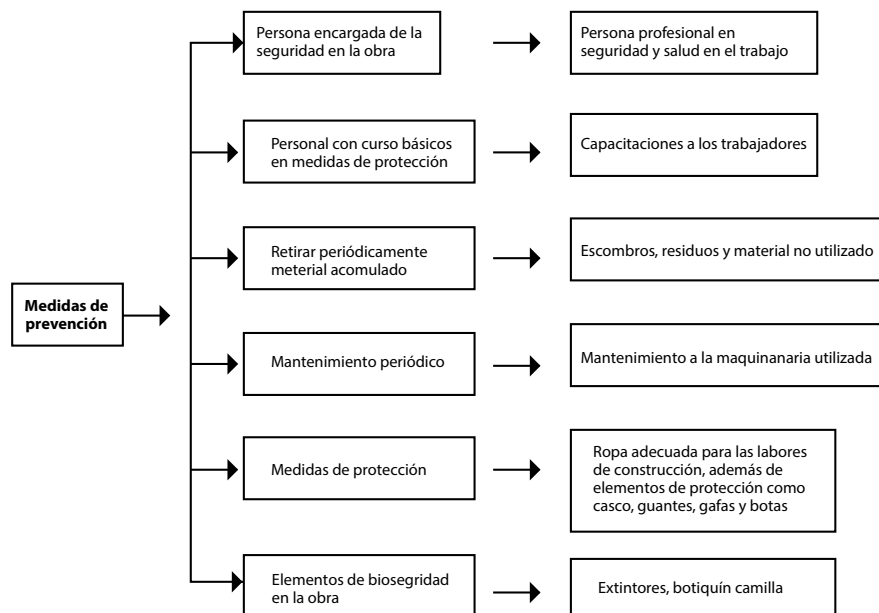 Persona encargada de la
seguridad en la obra
Persona profesional en
seguridad y salud en el trabajo
Personal con curso básicos
en medidas de protección
Capacitaciones a los trabajadores
Retirar periódicamente
meterial acumulado
Escombros, residuos y material no utilizado
Medidas de
prevención
Mantenimiento periódico
Mantenimiento a la maquinanaria utilizada
Medidas de protección
Ropa adecuada para las labores
de construcción, además de
elementos de protección como
casco, guantes, gafas y botas
Elementos de biosegridad
en la obra
Extintores, botiquín camilla